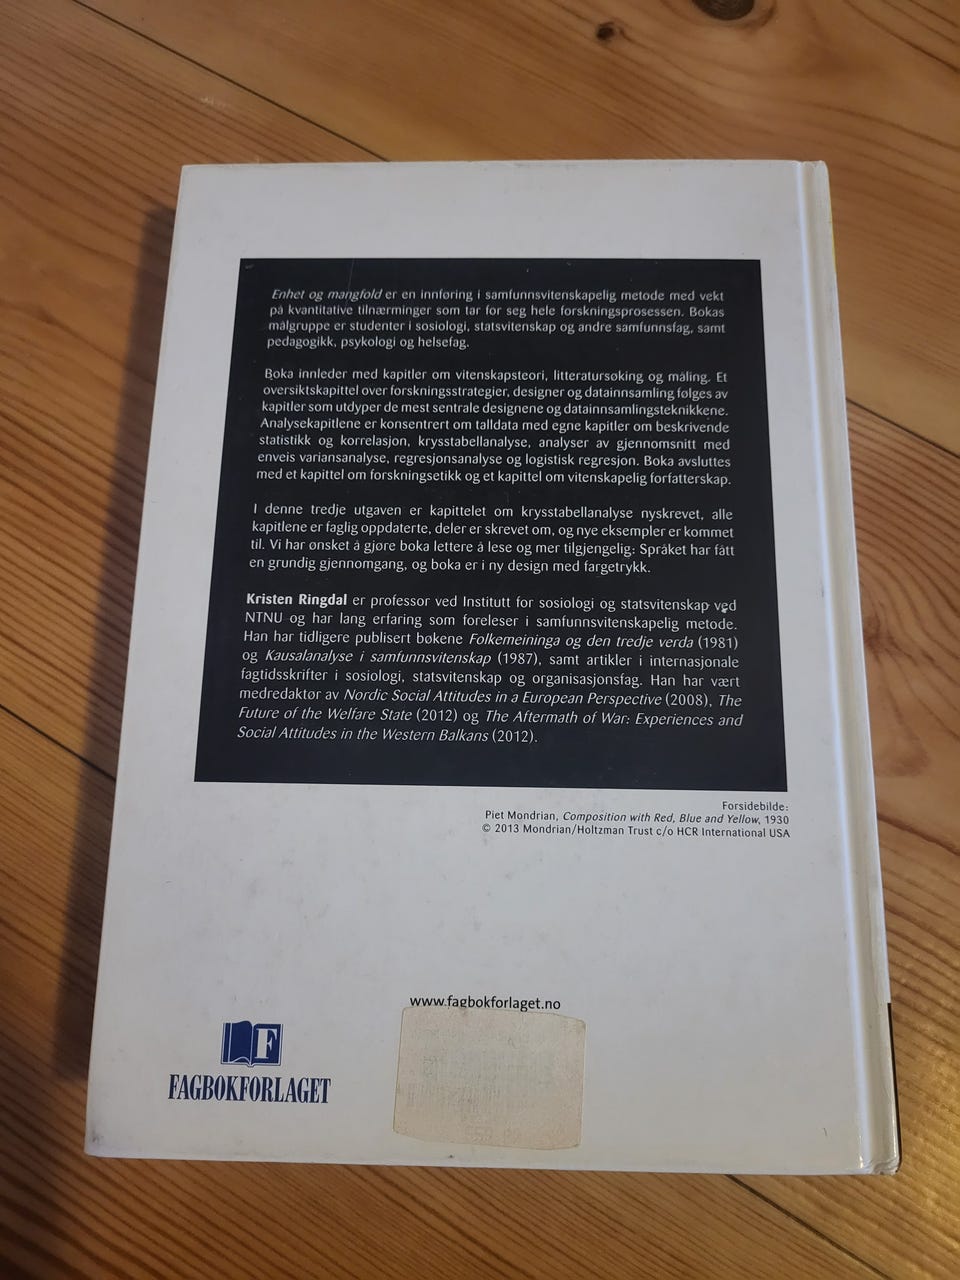 Enhet og mangfold er en innføring i samfunnsvitenskapelig metode med vekt
på kvantitative tilnærminger som tar for seg hele forskningsprosessen. Bokas
målgruppe er studenter i sosiologi, statsvitenskap og andre samfunnsfag, samt
pedagogikk, psykologi og helsefag.
Boka innleder med kapitler om vitenskapsteori, litteratursøking og måling. Et
oversiktskapittel over forskningsstrategier, designer og datainnsamling følges av
kapitler som utdyper de mest sentrale designene og datainnsamlingsteknikkene.
Analysekapitlene er konsentrert om talldata med egne kapitler om beskrivende
statistikk og korrelasjon, krysstabellanalyse, analyser av gjennomsnitt med
enveis variansanalyse, regresjonsanalyse og logistisk regresjon. Boka avsluttes
med et kapittel om forskningsetikk og et kapittel om vitenskapelig forfatterskap.
I denne tredje utgaven er kapittelet om krysstabellanalyse nyskrevet, alle
kapitlene er faglig oppdaterte, deler er skrevet om, og nye eksempler er kommet
til. Vi har ønsket å gjøre boka lettere å lese og mer tilgjengelig: Språket har fått
en grundig gjennomgang, og boka er i ny design med fargetrykk.
Kristen Ringdal er professor ved Institutt for sosiologi og statsvitenskap ved
NTNU og har lang erfaring som foreleser i samfunnsvitenskapelig metode.
Han har tidligere publisert bøkene Folkemeininga og den tredje verda (1981)
og Kausalanalyse i samfunnsvitenskap (1987), samt artikler i internasjonale
fagtidsskrifter i sosiologi, statsvitenskap og organisasjonsfag. Han har vært
medredaktør av Nordic Social Attitudes in a European Perspective (2008), The
Future of the Welfare State (2012) og The Aftermath of War: Experiences and
Social Attitudes in the Western Balkans (2012).
Forsidebilde:
Piet Mondrian, Composition with Red, Blue and Yellow, 1930
© 2013 Mondrian/Holtzman Trust c/o HCR International USA
www.fagbokforlaget.no
F
FAGBOKFORLAGET